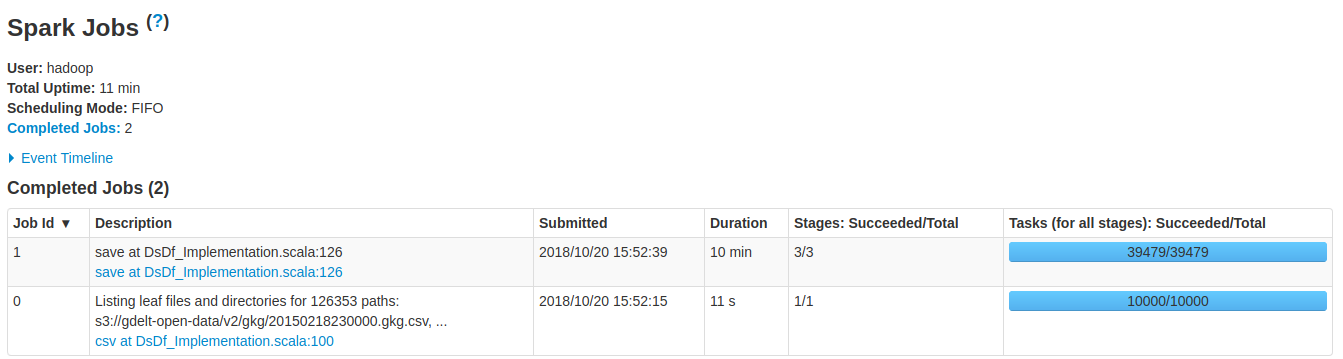 Spark Jobs (?)
User: hadoop
Total Uptime: 11 min
Scheduling Mode: FIFO
Completed Jobs: 2
Event Timeline
Completed Jobs (2)
Job Id ▼ Description Submitted Duration Stages: Succeeded/Total Tasks (for all stages): Succeeded/Total
1 save at DsDf_Implementation.scala:126 2018/10/20 15:52:39 10 min 3/3 39479/39479
save at DsDf_Implementation.scala:126
0 Listing leaf files and directories for 126353 paths: 2018/10/20 15:52:15 11 s 1/1 10000/10000
s3://gdelt-open-data/v2/gkg/20150218230000.gkg.csv, ...
csv at DsDf_Implementation.scala:100